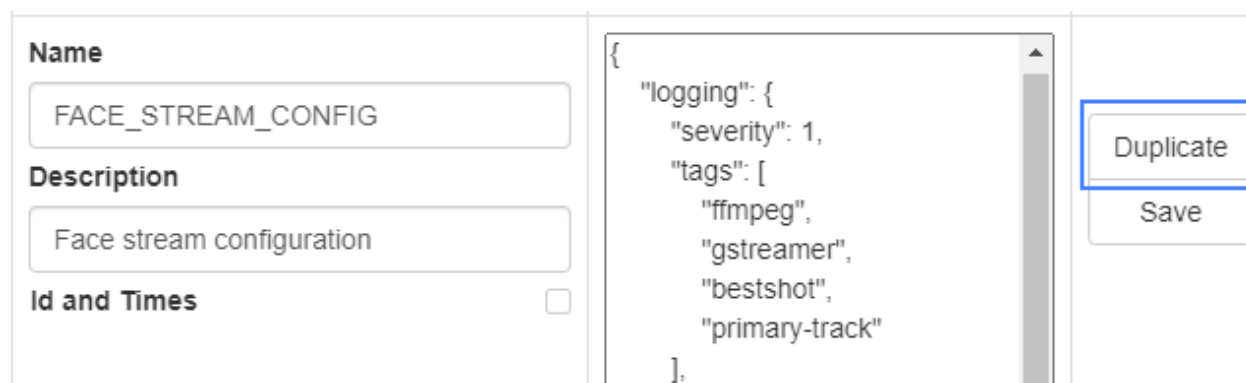 Name
FACE_STREAM_CONFIG
Description
Face stream configuration
Id and Times
{
"logging": {
"severity": 1,
"tags": [
"ffmpeg",
"gstreamer",
"bestshot",
"primary-track"
],
Duplicate
Save